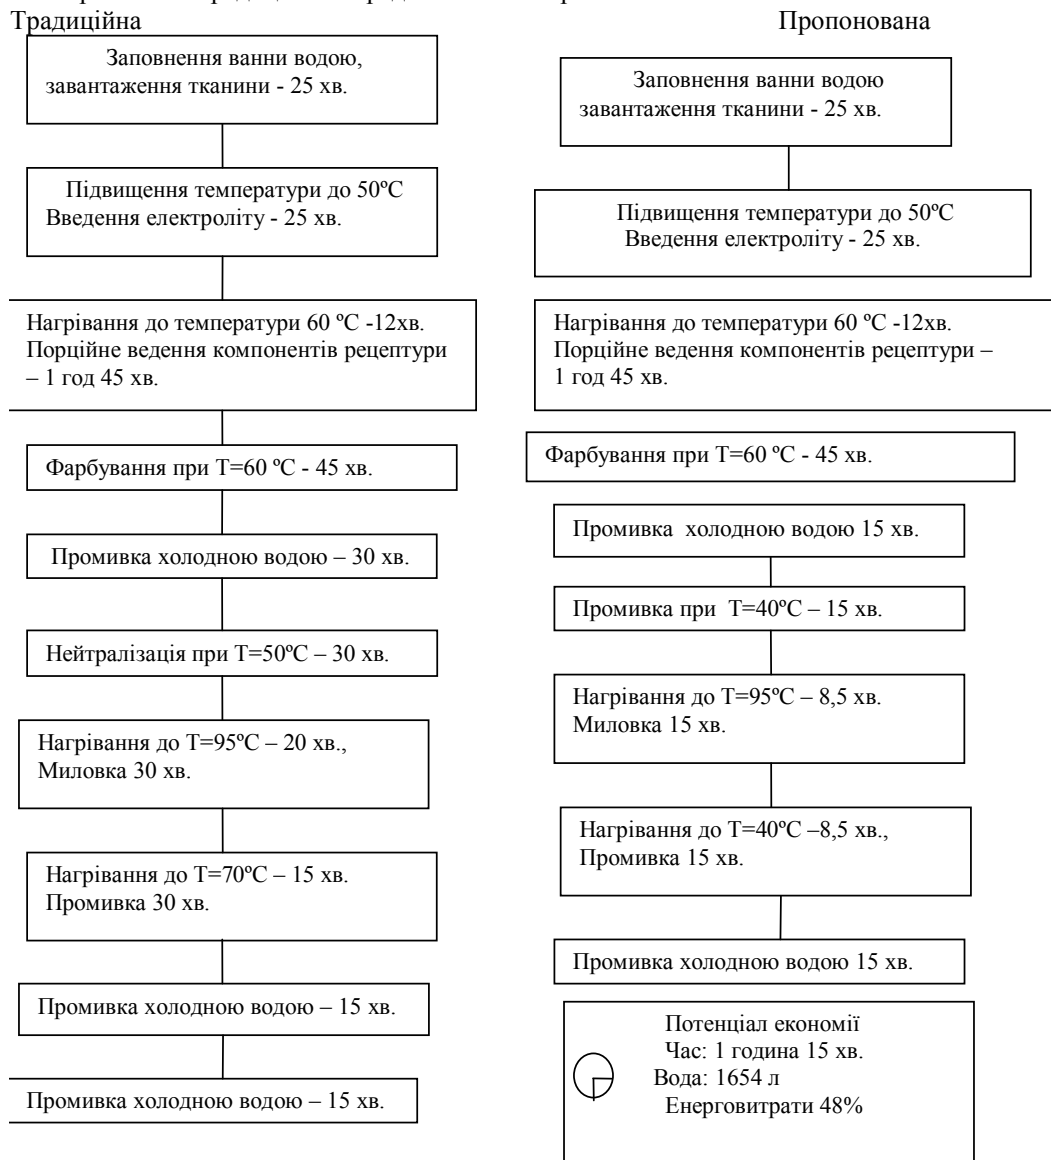 Традиційна
Пропонована
Заповнення ванни водою,
завантаження тканини - 25 хв.
Підвищення температури до 50ºС
Введення електроліту - 25 хв.
Нагрівання до температури 60 ºС -12хв.
Порційне ведення компонентів рецептури
– 1 год 45 хв.
Фарбування при Т=60 ºС - 45 хв.
Промивка холодною водою – 30 хв.
Нейтралізація при Т=50ºС – 30 хв.
Нагрівання до Т=95ºС – 20 хв.,
Миловка 30 хв.
Нагрівання до Т=70ºС – 15 хв.
Промивка 30 хв.
Промивка холодною водою – 15 хв.
Промивка холодною водою – 15 хв.
Заповнення ванни водою
завантаження тканини - 25 хв.
Підвищення температури до 50ºС
Введення електроліту - 25 хв.
Нагрівання до температури 60 ºС -12хв.
Порційне ведення компонентів рецептури –
1 год 45 хв.
Фарбування при Т=60 ºС - 45 хв.
Промивка холодною водою 15 хв.
Промивка при Т=40ºС – 15 хв.
Нагрівання до Т=95ºС – 8,5 хв.
Миловка 15 хв.
Нагрівання до Т=40ºС –8,5 хв.,
Промивка 15 хв.
Промивка холодною водою 15 хв.
Потенціал економії
Час: 1 година 15 хв.
Вода: 1654 л
Енерговитрати 48%